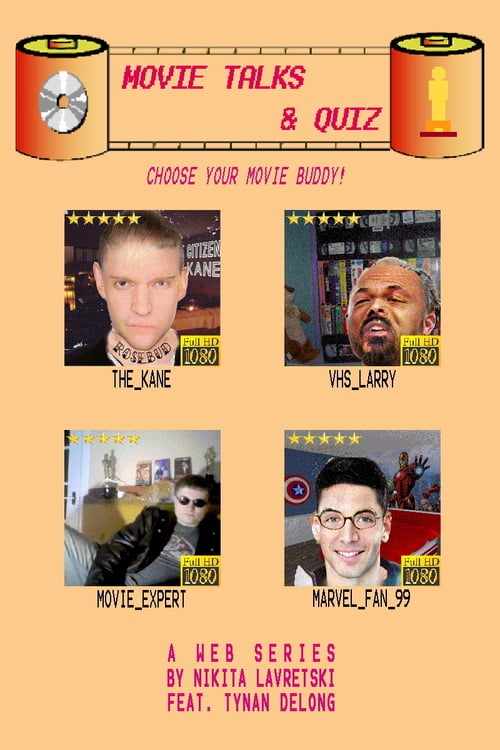 MOVIE TALKS
& QUIZ
CHOOSE YOUR MOVIE BUDDY!
CITIZEN
KANE
ROSEBUD
Full HD
1080
Full HD
1080
THE_KANE
VHS_LARRY
Full HD
1080
Full HD
1080
MOVIE_EXPERT
MARVEL_FAN_99
A WEB SERIES
BY NIKITA LAVRETSKI
FEAT. TYNAN DELONG